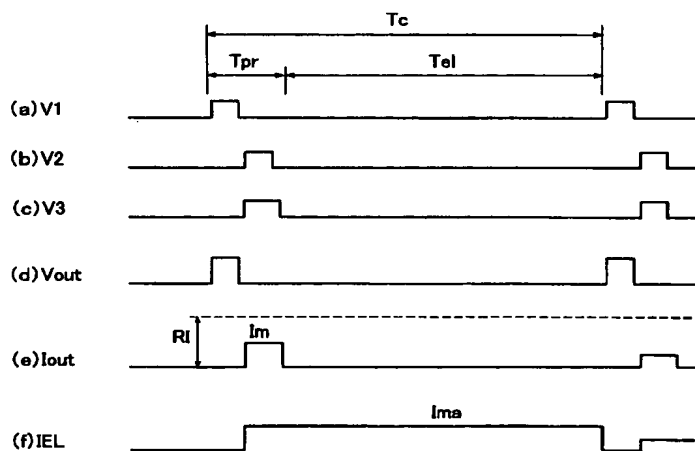 Tc
Tpr
Tel
(a)V1
(b)V2
(c)V3
(d)Vout
RI
Im
(e)Iout
Ima
(f)IEL